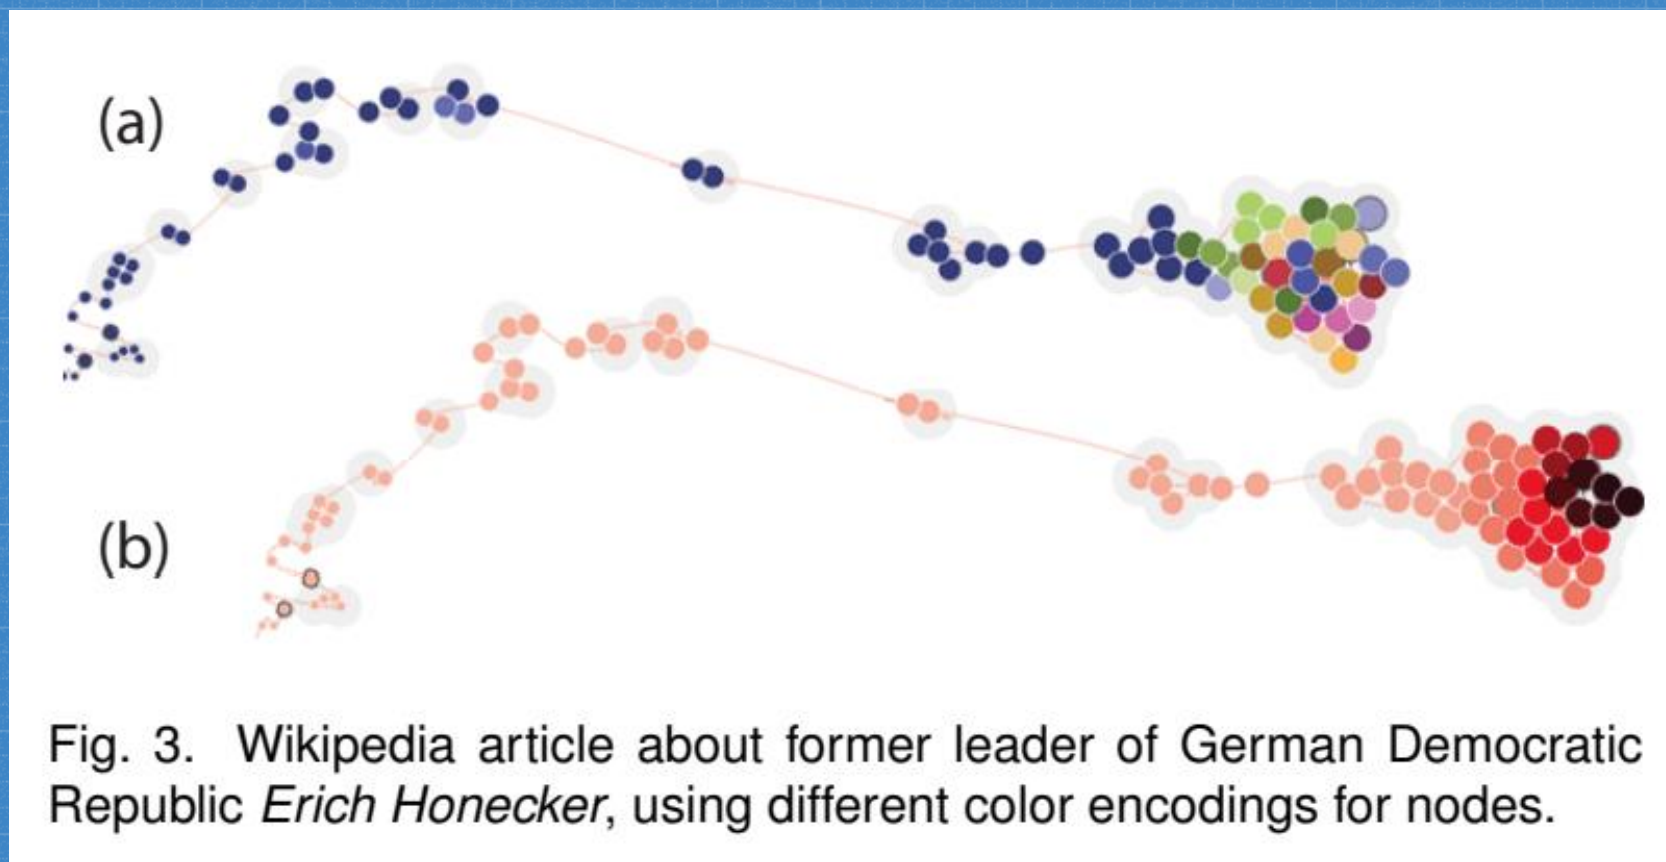 (a)
(b)
Fig. 3. Wikipedia article about former leader of German Democratic
Republic Erich Honecker, using different color encodings for nodes.